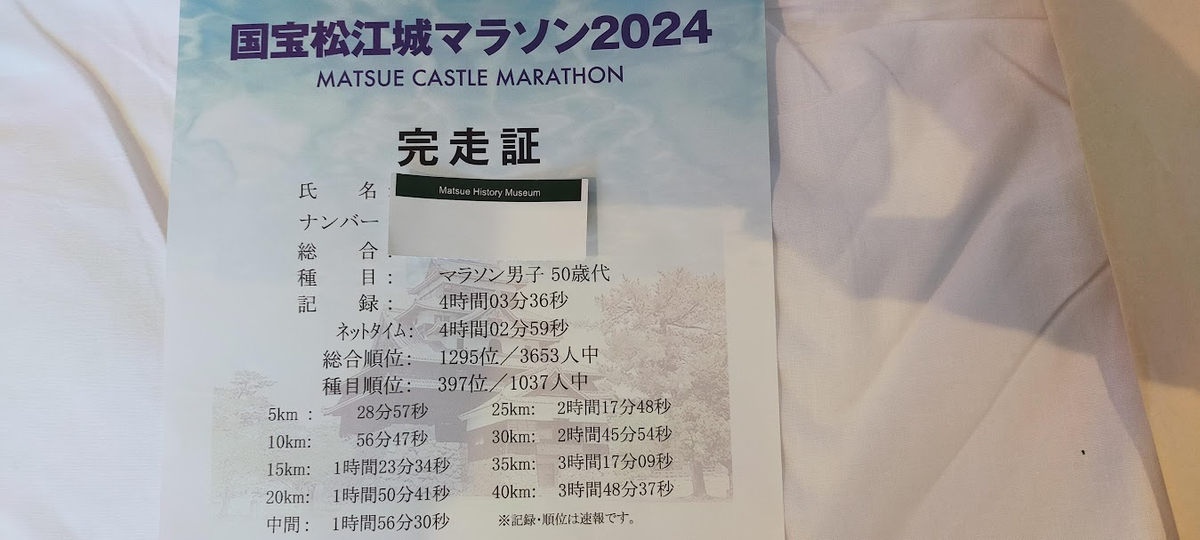 国宝松江城マラソン2024
MATSUE CASTLE MARATHON
完走証
氏 名:
Matsue History Museum
ナンバー
総 合:
種 目: マラソン男子 50歳代
記 録: 4時間03分36秒
ネットタイム: 4時間02分59秒
総合順位: 1295位/3653人中
種目順位: 397位/1037人中
5km : 28分57秒 25km: 2時間17分48秒
10km: 56分47秒 30km: 2時間45分54秒
15km: 1時間23分34秒 35km: 3時間17分09秒
20km: 1時間50分41秒 40km: 3時間48分37秒
中間: 1時間56分30秒 ※記録・順位は速報です。